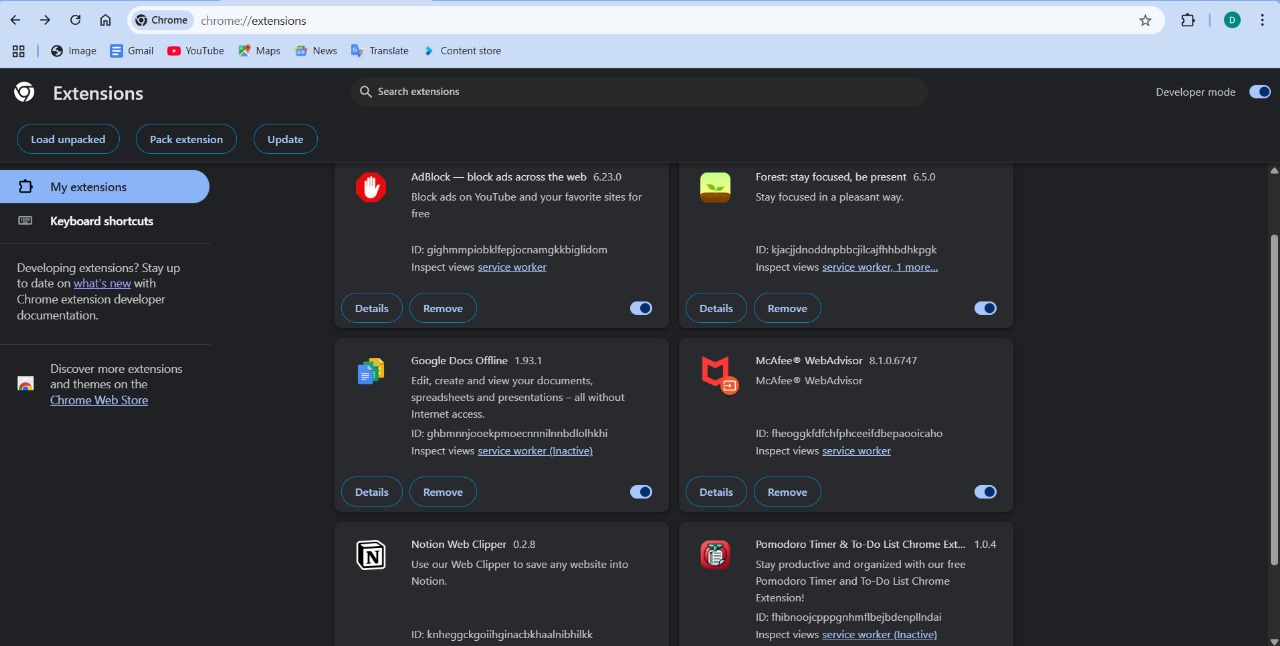 Chrome chrome://extensions D
Image Gmail YouTube Maps News Translate Content store
Extensions
Search extensions
Developer mode
Load unpacked Pack extension Update
My extensions
Keyboard shortcuts
Developing extensions? Stay up
to date on what's new with
Chrome extension developer
documentation.
Discover more extensions
and themes on the
Chrome Web Store
AdBlock — block ads across the web 6.23.0
Block ads on YouTube and your favorite sites for
free
ID: gighmmpiobklfepjocnamgkkbiglidom
Inspect views service worker
Details Remove
Forest: stay focused, be present 6.5.0
Stay focused in a pleasant way.
ID: kjacjjdnoddnpbbcjilcajfhhbdhkpgk
Inspect views service worker, 1 more...
Details Remove
Google Docs Offline 1.93.1
Edit, create and view your documents,
spreadsheets and presentations – all without
Internet access.
ID: ghbmnnjooekpmoecnnnilnnbdlolhkhi
Inspect views service worker (Inactive)
Details Remove
McAfee® WebAdvisor 8.1.0.6747
McAfee® WebAdvisor
ID: fheoggkfdfchfphceeifdbepaooicaho
Inspect views service worker
Details Remove
Notion Web Clipper 0.2.8
Use our Web Clipper to save any website into
Notion.
ID: knheggckgoiihginacbkhaalnibhilkk
Pomodoro Timer & To-Do List Chrome Ext... 1.0.4
Stay productive and organized with our free
Pomodoro Timer and To-Do List Chrome
Extension!
ID: fhibnoojcpppgnhmflbejbdenpllndai
Inspect views service worker (Inactive)